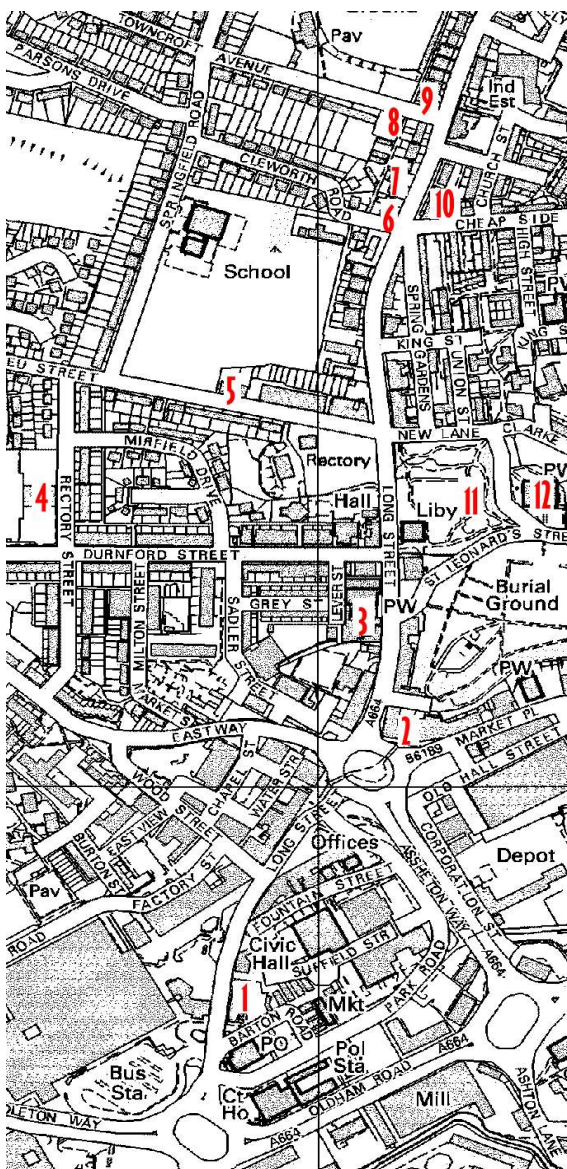 TOWNCROFT
AVENUE
PARSONS DRIVE
Pav
9
Ind
Est
8
SPRINGFIELD ROAD
CLEWORTH
ROAD
7
CHURCH ST
10
6
CHEAP SIDE
School
HIGH STREET
SPRING
GARDENS
KING ST
UNION ST
KING
5
STREET
NEW LANE
CLARKE
MIRFIELD DRIVE
Rectory
PW
4
RECTORY STREET
Hall
LONG STREET
Liby
11
12
DURNFORD STREET
ST LEONARD'S STRE
Burial
Ground
MILTON STREET
GREY ST
LEVER ST
3
PW
SADLER
STREET
PW
MARKET
A664
2
EASTWAY
B6189
MARKET PL
OLD HALL STREET
CHAPEL ST
WATER STR
WOOD STREET
LONG STREET
Offices
CORPORATION ST
Depot
EAST VIEW
BURTON ST
ASSHETON WAY
Pav
FACTORY ST
FOUNTAIN STREET
ROAD
Civic
Hall
SUFFIELD STR
A664
1
Mkt
PARK ROAD
BARTON ROAD
PO
Pol
Sta
A664
Bus
Sta
Ct
Ho
OLDHAM ROAD
Mill
ASHTON LANE
DLETON WAY
A664